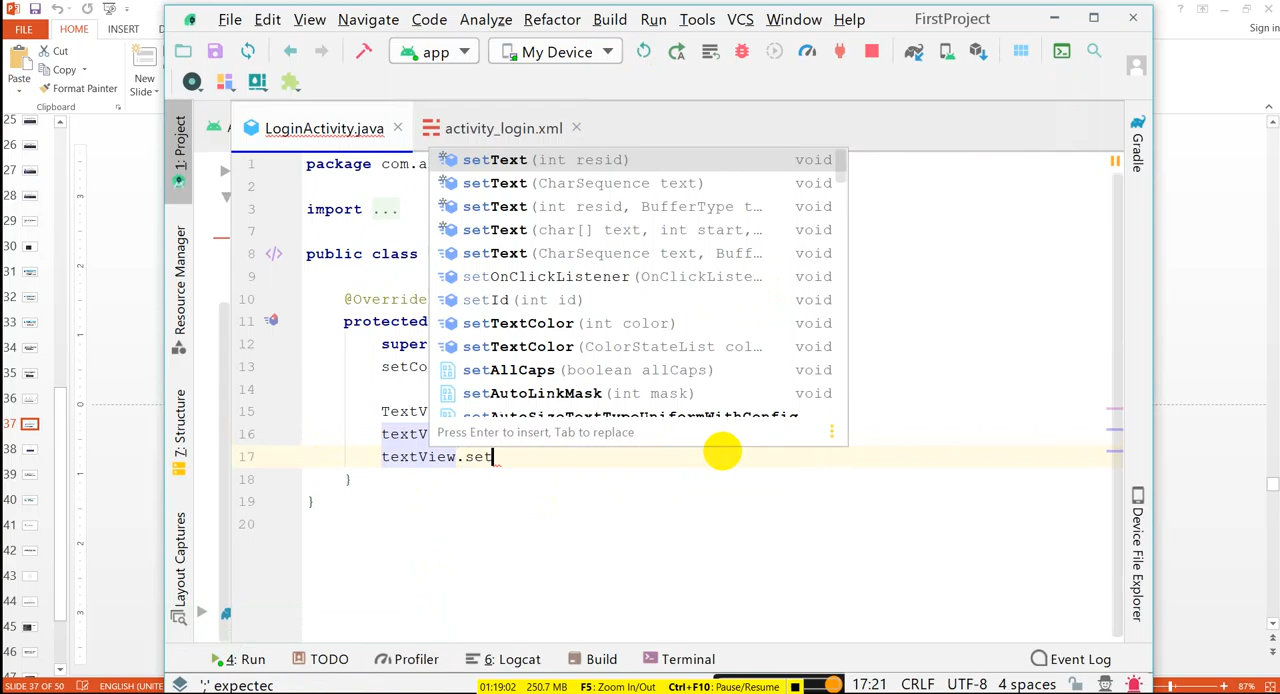 FILE HOME INSERT
Sign in
Paste
Cut
Copy
Format Painter
Clipboard
New
Slide
File Edit View Navigate Code Analyze Refactor Build Run Tools VCS Window Help FirstProject
app My Device
LoginActivity.java activity_login.xml
1: Project
Resource Manager
7: Structure
Layout Captures
Gradle
Device File Explorer
1 package com.a
2
3 import ...
8 public class
9
10 @Override
11 protected
12 super
13 setCo
14
15 TextV
16 textV
17 textView.set
18 }
19 }
20
setText(int resid) void
setText(CharSequence text) void
setText(int resid, BufferType t... void
setText(char[] text, int start,... void
setText(CharSequence text, Buff... void
setOnClickListener(OnClickListe... void
setId(int id) void
setTextColor(int color) void
setTextColor(ColorStateList col... void
setAllCaps(boolean allCaps) void
setAutoLinkMask(int mask) void
setAutoSizeTextTypeUniformWithConfig
Press Enter to insert, Tab to replace
25
26
27
28
29
30
31
32
33
34
35
36
37
38
39
40
41
42
43
44
45
46
47
4: Run TODO Profiler 6: Logcat Build Terminal Event Log
';' expectec 17:21 CRLF UTF-8 4 spaces
SLIDE 37 OF 50 ENGLISH (UNITE
01:19:02 250.7 MB F5: Zoom In/Out Ctrl+F10: Pause/Resume
87%